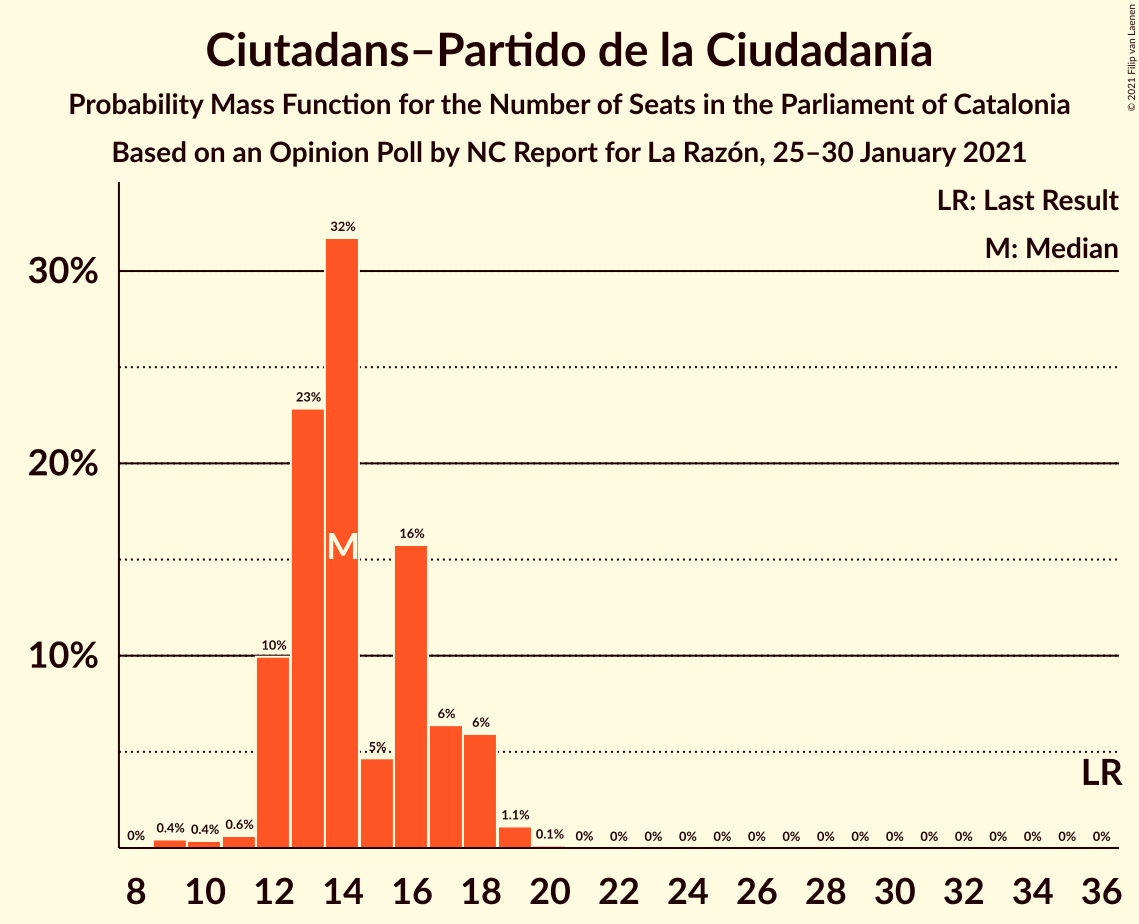 Ciutadans–Partido de la Ciudadanía
Probability Mass Function for the Number of Seats in the Parliament of Catalonia
Based on an Opinion Poll by NC Report for La Razón, 25–30 January 2021
© 2021 Filip van Laenen
LR: Last Result
M: Median
30%
20%
10%
0% 0.4% 0.4% 0.6% 10% 23% 32% 5% 16% 6% 6% 1.1% 0.1% 0% 0% 0% 0% 0% 0% 0% 0% 0% 0% 0% 0% 0% 0% 0% 0%
M
LR
8 10 12 14 16 18 20 22 24 26 28 30 32 34 36